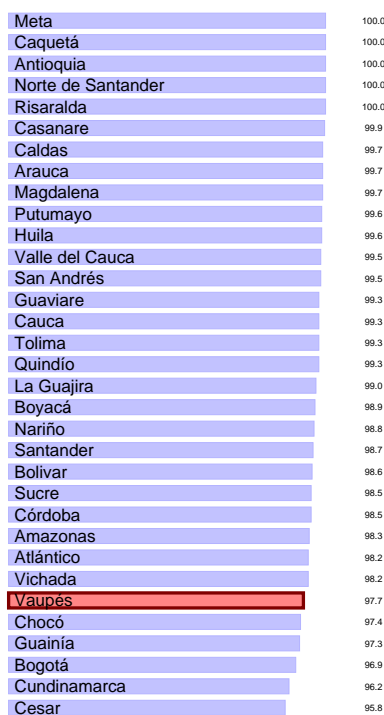 Meta 100.0
Caquetá 100.0
Antioquia 100.0
Norte de Santander 100.0
Risaralda 100.0
Casanare 99.9
Caldas 99.7
Arauca 99.7
Magdalena 99.7
Putumayo 99.6
Huila 99.6
Valle del Cauca 99.5
San Andrés 99.5
Guaviare 99.3
Cauca 99.3
Tolima 99.3
Quindío 99.3
La Guajira 99.0
Boyacá 98.9
Nariño 98.8
Santander 98.7
Bolivar 98.6
Sucre 98.5
Córdoba 98.5
Amazonas 98.3
Atlántico 98.2
Vichada 98.2
Vaupés 97.7
Chocó 97.4
Guainía 97.3
Bogotá 96.9
Cundinamarca 96.2
Cesar 95.8